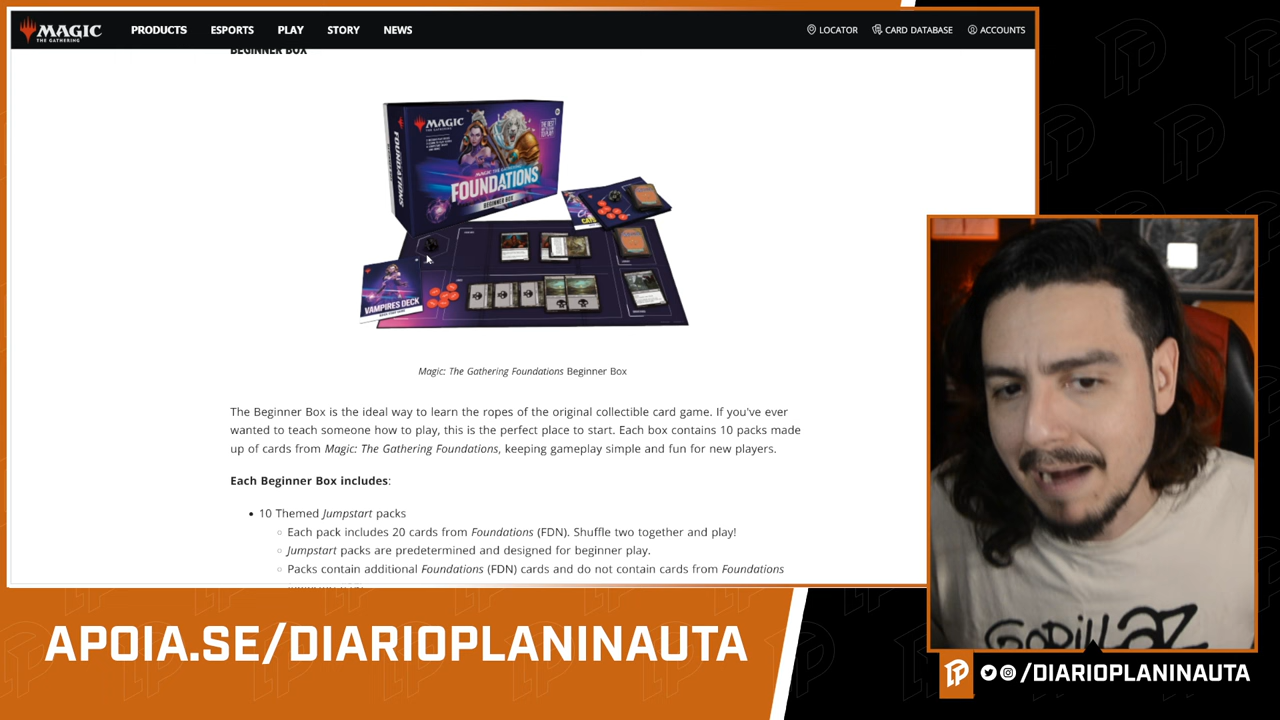 MAGIC
THE GATHERING
PRODUCTS
ESPORTS
PLAY
STORY
NEWS
LOCATOR
CARD DATABASE
ACCOUNTS
BEGINNER BOX
MAGIC
THE GATHERING
FOUNDATIONS
FOUNDATIONS
BEGINNER BOX
VAMPIRES DECK
Magic: The Gathering Foundations Beginner Box
The Beginner Box is the ideal way to learn the ropes of the original collectible card game. If you've ever
wanted to teach someone how to play, this is the perfect place to start. Each box contains 10 packs made
up of cards from Magic: The Gathering Foundations, keeping gameplay simple and fun for new players.
Each Beginner Box includes:
• 10 Themed Jumpstart packs
○ Each pack includes 20 cards from Foundations (FDN). Shuffle two together and play!
○ Jumpstart packs are predetermined and designed for beginner play.
○ Packs contain additional Foundations (FDN) cards and do not contain cards from Foundations
GORILLAZ
APOIA.SE/DIARIOPLANINAUTA
/DIARIOPLANINAUTA